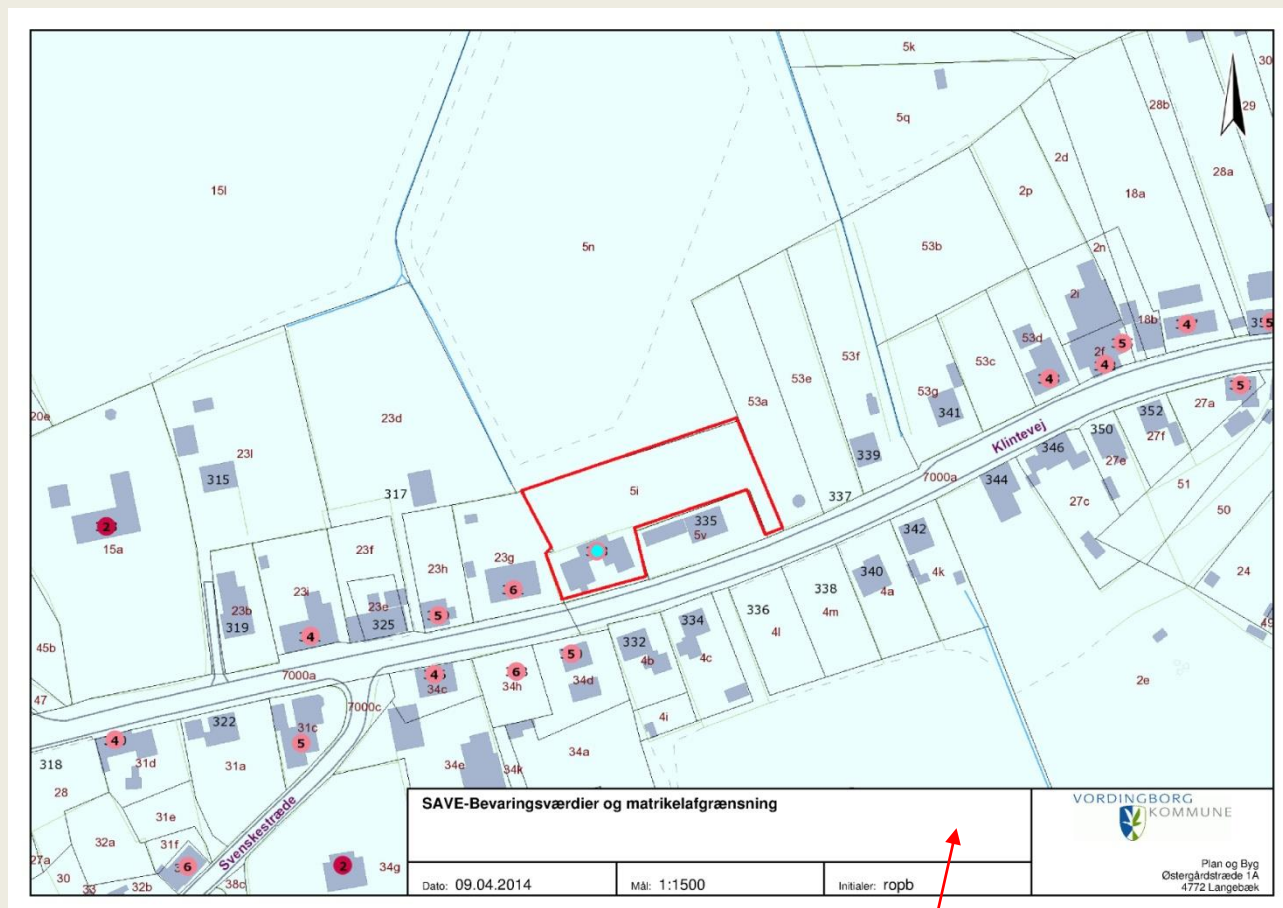 5k
30
28b
29
5q
28a
2d
15l
2p
18a
5n
53b
2n
2i
18b
4
35
5
53f
53d
5
53c
2f
4
4
53e
53g
5
20e
23d
53a
341
352
27a
Klintevej
350
27f
23l
346
339
315
7000a
27e
5i
317
344
51
337
27c
335
50
2
5v
342
15a
23f
23g
340
24
23h
4k
338
336
4a
6
23b
23i
23e
5
334
4m
49
319
4
325
4l
332
45b
5
4b
4c
7000a
4
6
34d
2e
34c
34h
47
7000c
4i
322
31c
4
5
34a
318
31d
31a
34e
34k
28
31e
32a
31f
Svenskestræde
27a
6
2
34g
30
33
32b
38c
SAVE-Bevaringsværdier og matrikelafgrænsning
Dato: 09.04.2014
Mål: 1:1500
Initialer: ropb
VORDINGBORG
KOMMUNE
Plan og Byg
Østergårdstræde 1A
4772 Langebæk